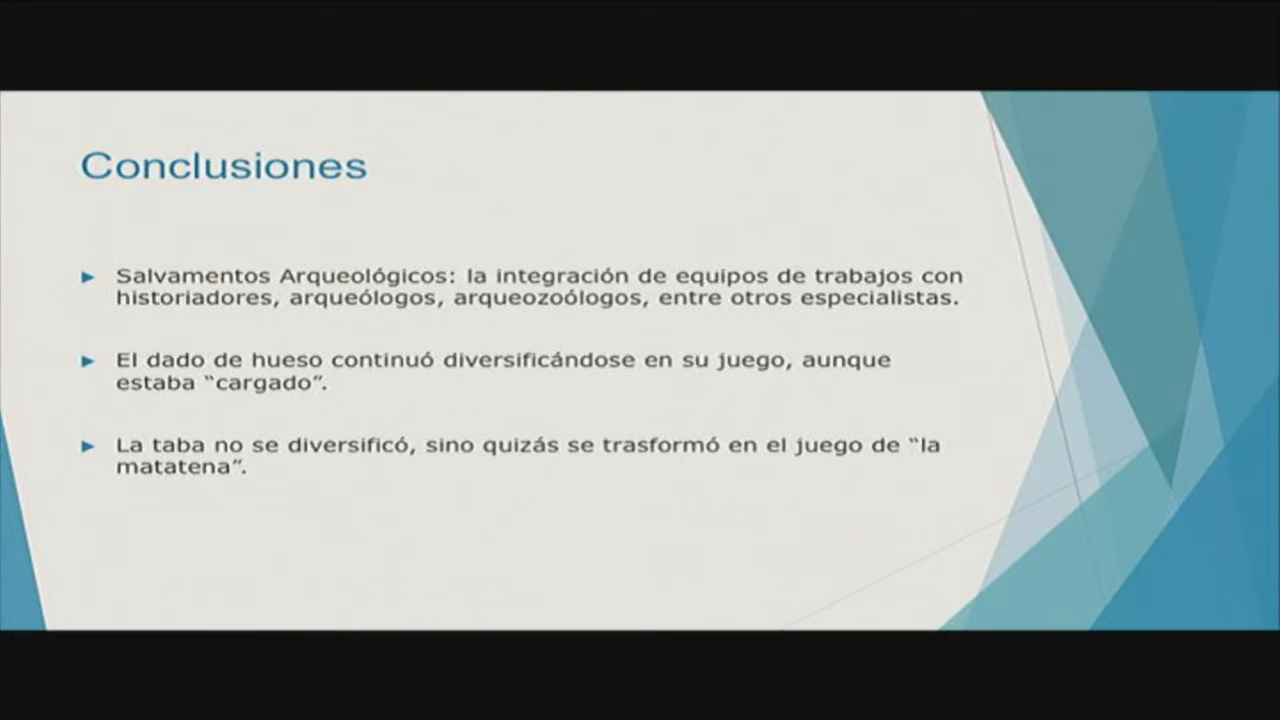 Conclusiones
Salvamentos Arqueológicos: la integración de equipos de trabajos con
historiadores, arqueólogos, arqueozoólogos, entre otros especialistas.
El dado de hueso continuó diversificándose en su juego, aunque
estaba “cargado”.
La taba no se diversificó, sino quizás se trasformó en el juego de “la
matatena”.